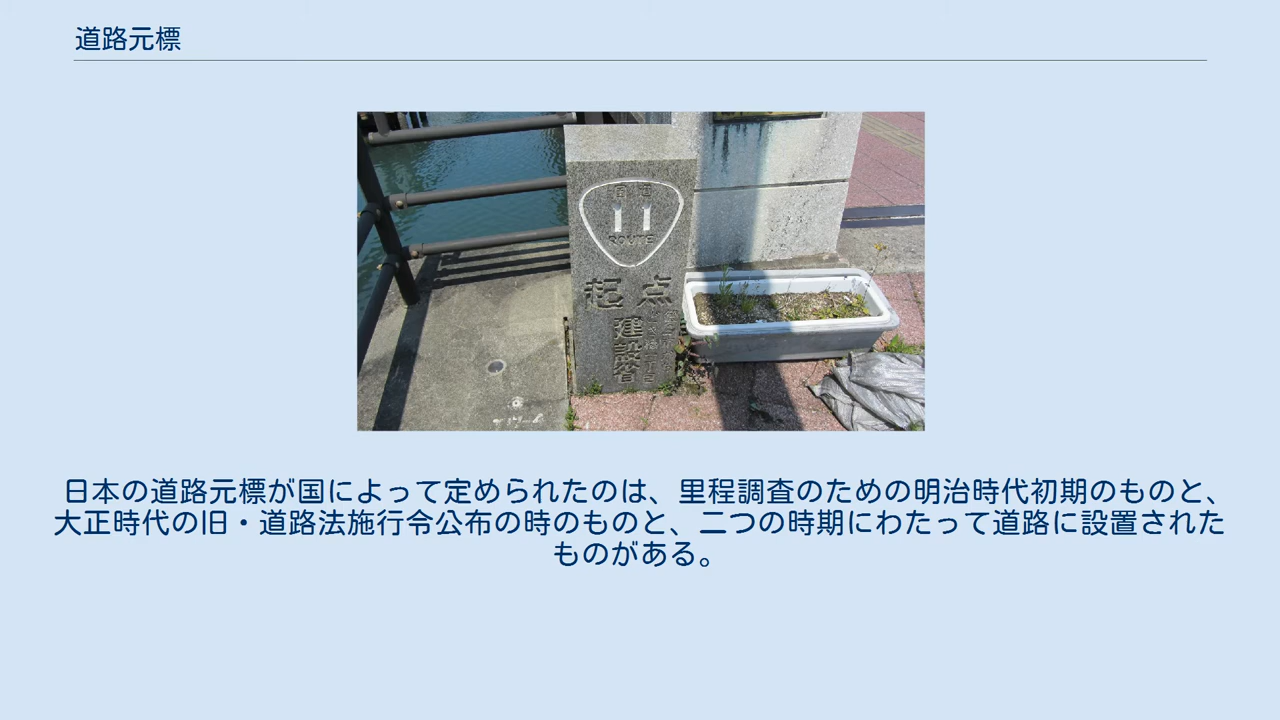 道路元標
国道
11
ROUTE
起点
建設省
日本の道路元標が国によって定められたのは、里程調査のための明治時代初期のものと、
大正時代の旧・道路法施行令公布の時のものと、二つの時期にわたって道路に設置された
ものがある。